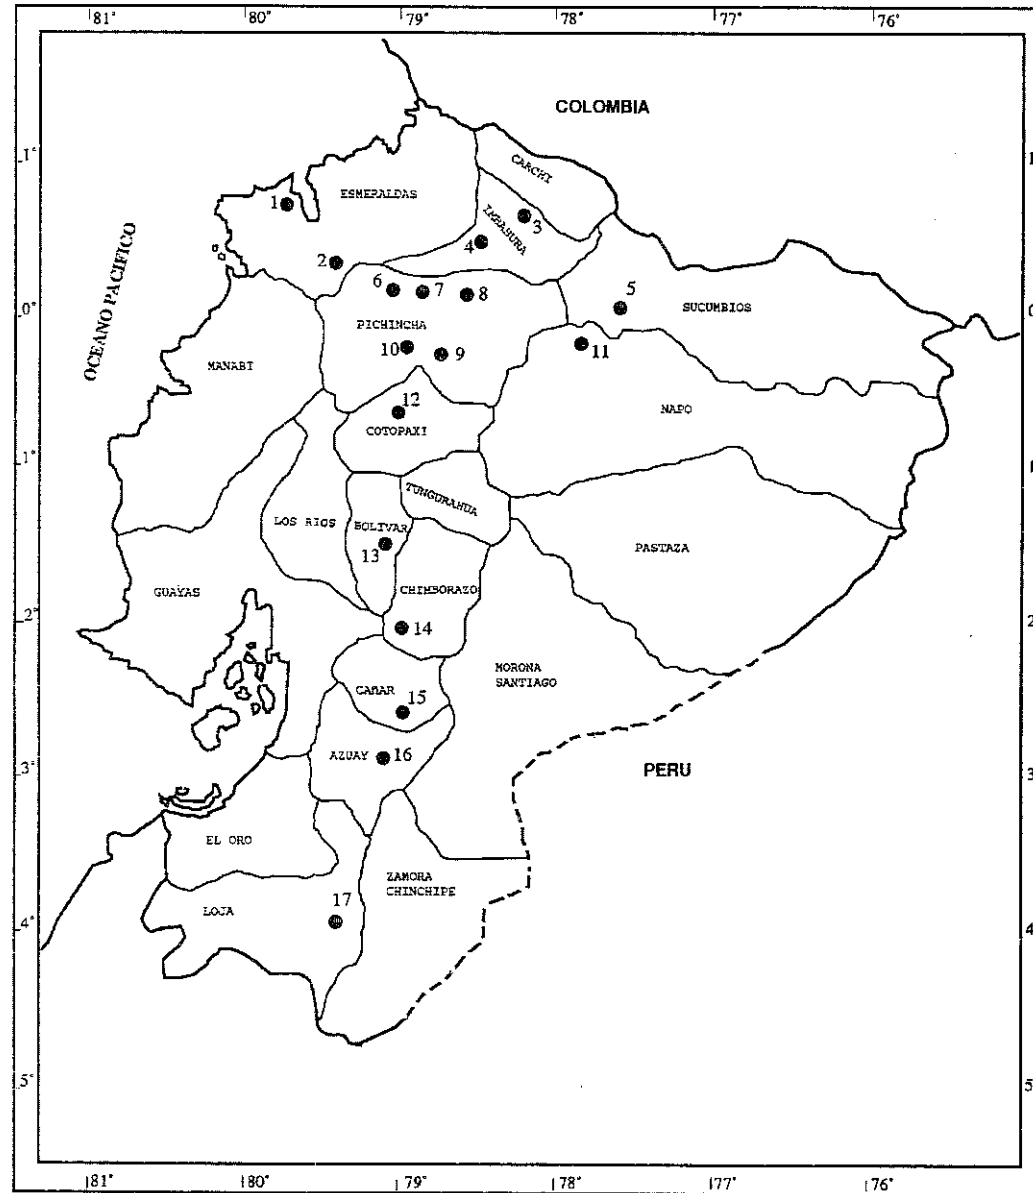 81° 80° 79° 78° 77° 76°
COLOMBIA
1° 1
CARCHI
ESMERALDAS
1
IMBABURA
3
4
2
OCEANO PACIFICO
6 7 8
5
0° 0
SUCUMBIOS
PICHINCHA
10 9
11
MANABI
12
NAPO
COTOPAXI
1° 1
TUNGURAHUA
LOS RIOS
BOLIVAR
13
PASTAZA
GUAYAS
CHIMBORAZO
2° 2
14
MORONA
SANTIAGO
CAÑAR
15
AZUAY
16
3° 3
PERU
EL ORO
ZAMORA
CHINCHIPE
17
LOJA
4° 4
5° 5
81° 80° 79° 78° 77° 76°